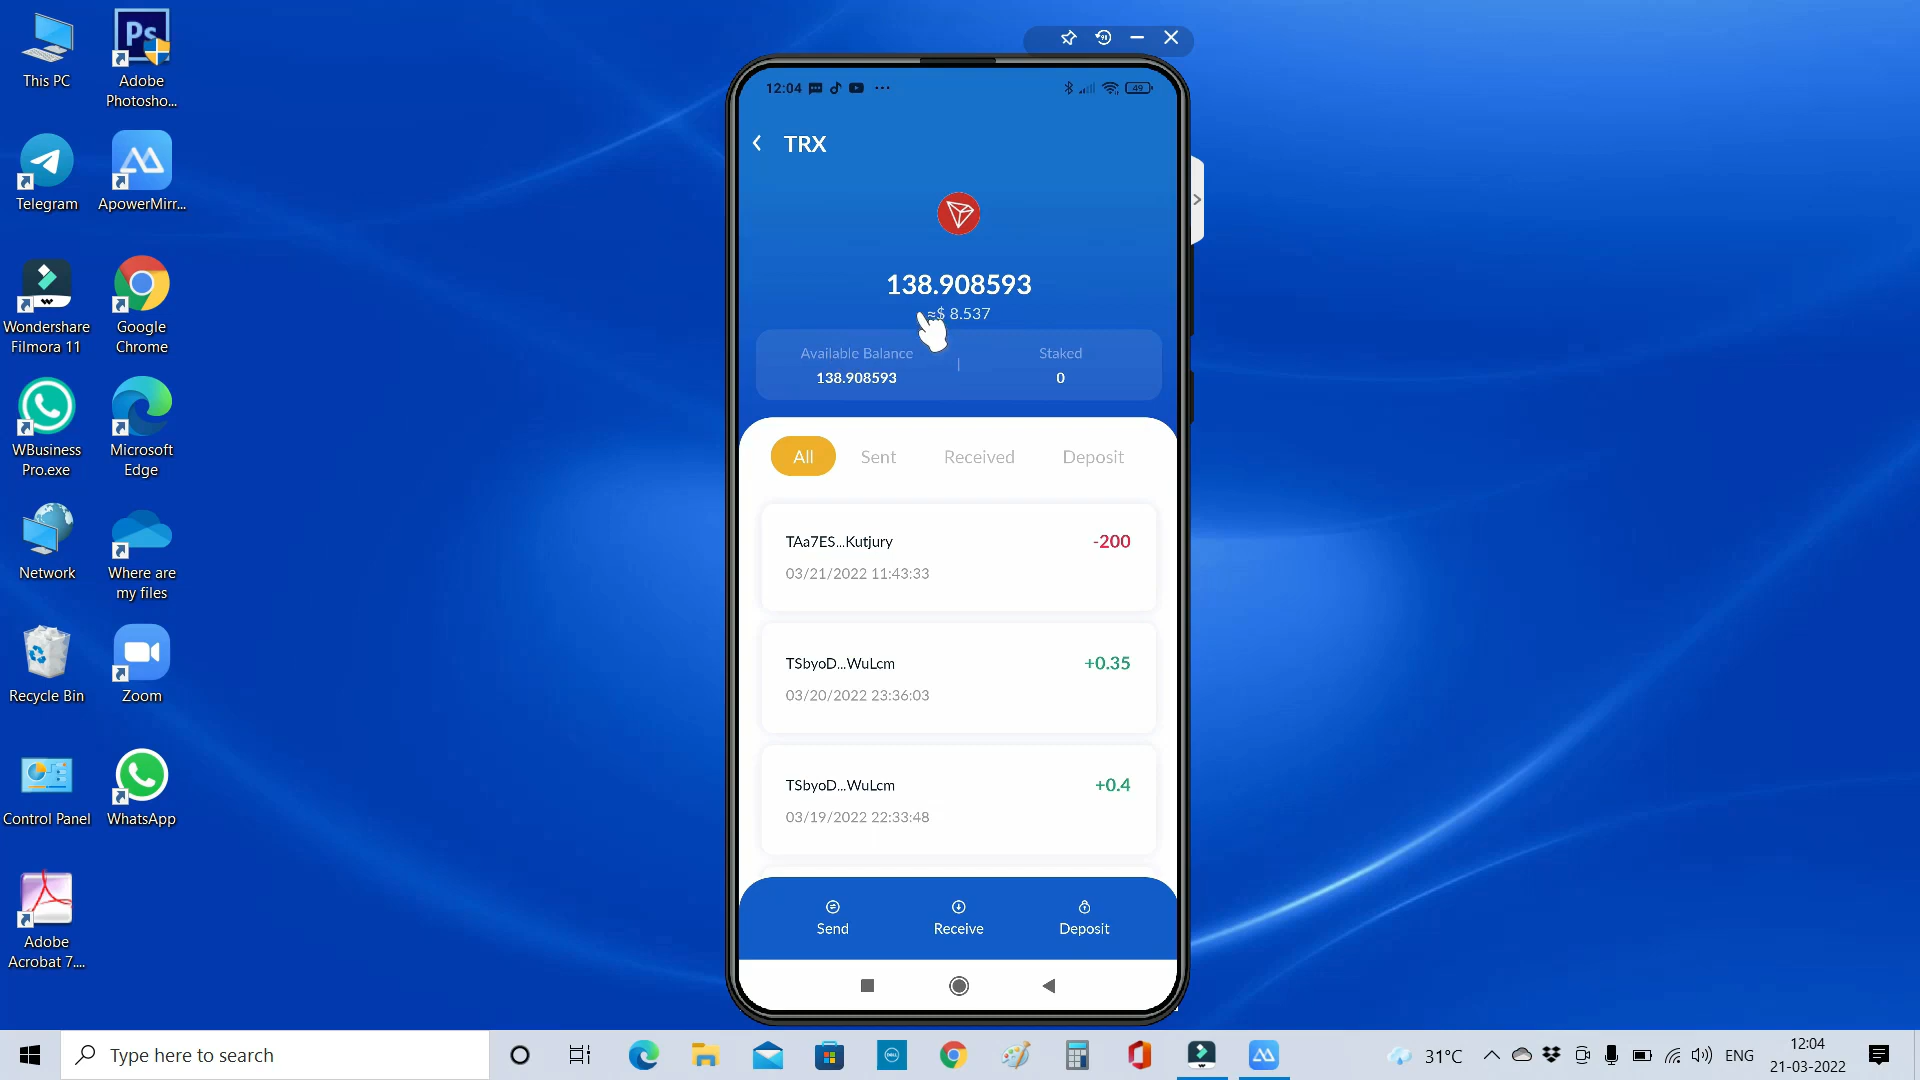 This PC
Adobe
Photosho...
Telegram
ApowerMirr...
Wondershare
Filmora 11
Google
Chrome
WBusiness
Pro.exe
Microsoft
Edge
Network
Where are
my files
Recycle Bin
Zoom
Control Panel
WhatsApp
Adobe
Acrobat 7....
12:04
49
TRX
138.908593
≈$ 8.537
Available Balance
Staked
138.908593
0
All
Sent
Received
Deposit
TAa7ES...Kutjury
-200
03/21/2022 11:43:33
TSbyoD...WuLcm
+0.35
03/20/2022 23:36:03
TSbyoD...WuLcm
+0.4
03/19/2022 22:33:48
Send
Receive
Deposit
Type here to search
31°C
ENG
12:04
21-03-2022